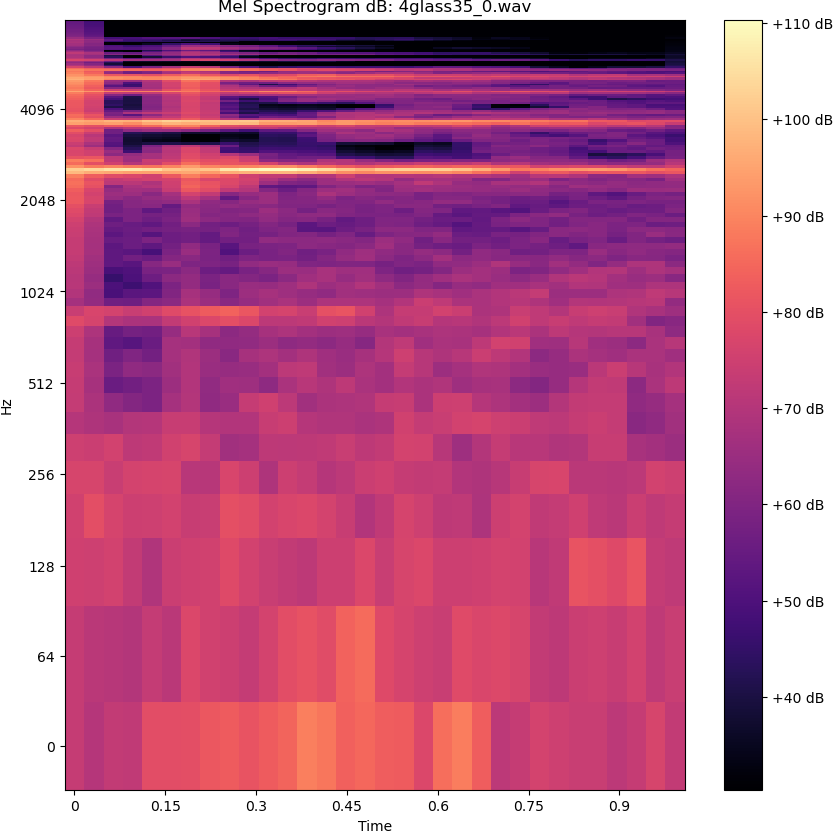 Mel Spectrogram dB: 4glass35_0.wav
+110 dB
4096
+100 dB
2048
+90 dB
1024
+80 dB
512
Hz
+70 dB
256
+60 dB
128
+50 dB
64
+40 dB
0
0 0.15 0.3 0.45 0.6 0.75 0.9
Time